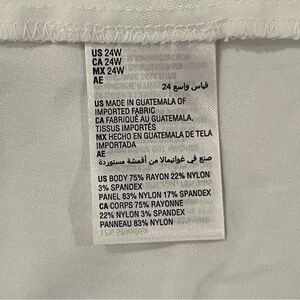 US 24W
CA 24W
MX 24W
AE
قياس واسع 24
US MADE IN GUATEMALA OF
IMPORTED FABRIC
CA FABRIQUÉ AU GUATEMALA,
TISSUS IMPORTÉS
MX HECHO EN GUATEMALA DE TELA
IMPORTADA
AE
صنع في غواتيمالا من أقمشة مستوردة
US BODY 75% RAYON 22% NYLON
3% SPANDEX
PANEL 83% NYLON 17% SPANDEX
CA CORPS 75% RAYONNE
22% NYLON 3% SPANDEX
PANNEAU 83% NYLON